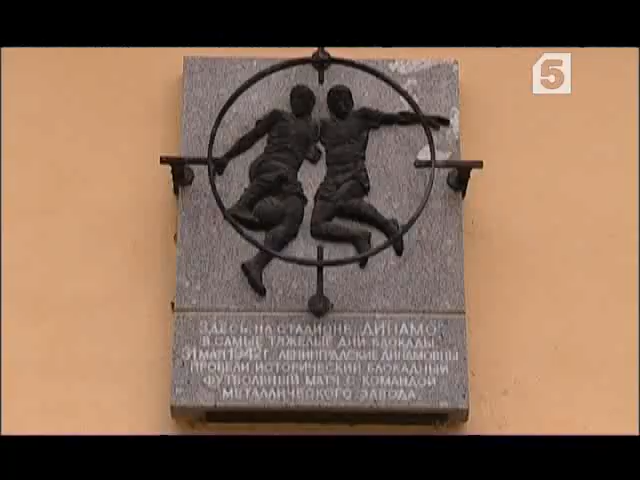 5
ЗДЕСЬ НА СТАДИОНЕ „ДИНАМО"
В САМЫЕ ТЯЖЕЛЫЕ ДНИ БЛОКАДЫ
31 МАЯ 1942 Г. ЛЕНИНГРАДСКИЕ ДИНАМОВЦЫ
ПРОВЕЛИ ИСТОРИЧЕСКИЙ БЛОКАДНЫЙ
ФУТБОЛЬНЫЙ МАТЧ С КОМАНДОЙ
МЕТАЛЛИЧЕСКОГО ЗАВОДА